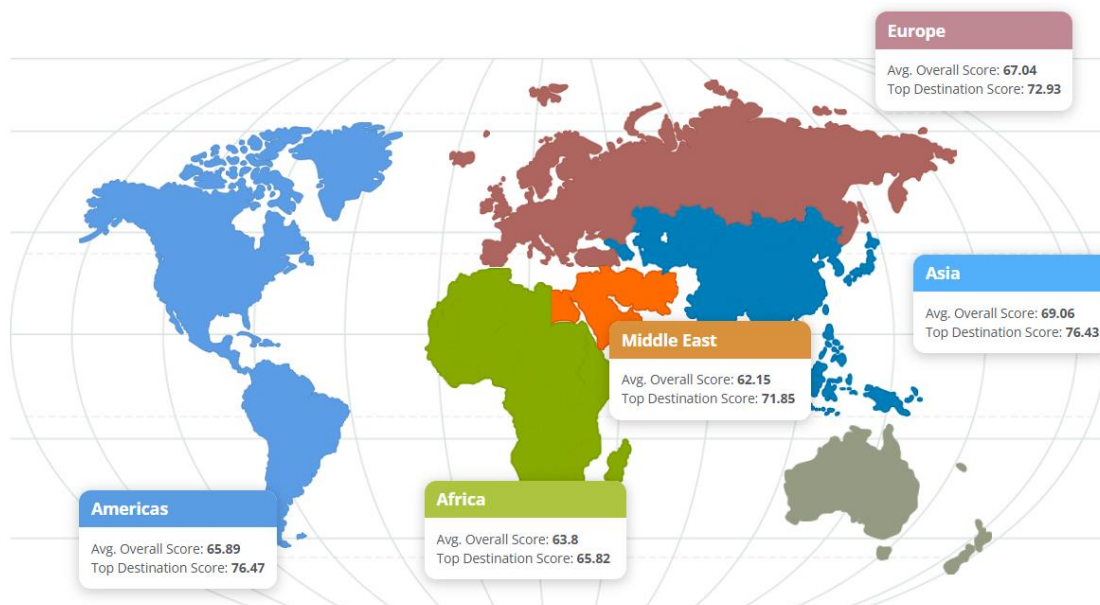 Europe
Avg. Overall Score: 67.04
Top Destination Score: 72.93
Asia
Avg. Overall Score: 69.06
Top Destination Score: 76.43
Middle East
Avg. Overall Score: 62.15
Top Destination Score: 71.85
Africa
Avg. Overall Score: 63.8
Top Destination Score: 65.82
Americas
Avg. Overall Score: 65.89
Top Destination Score: 76.47